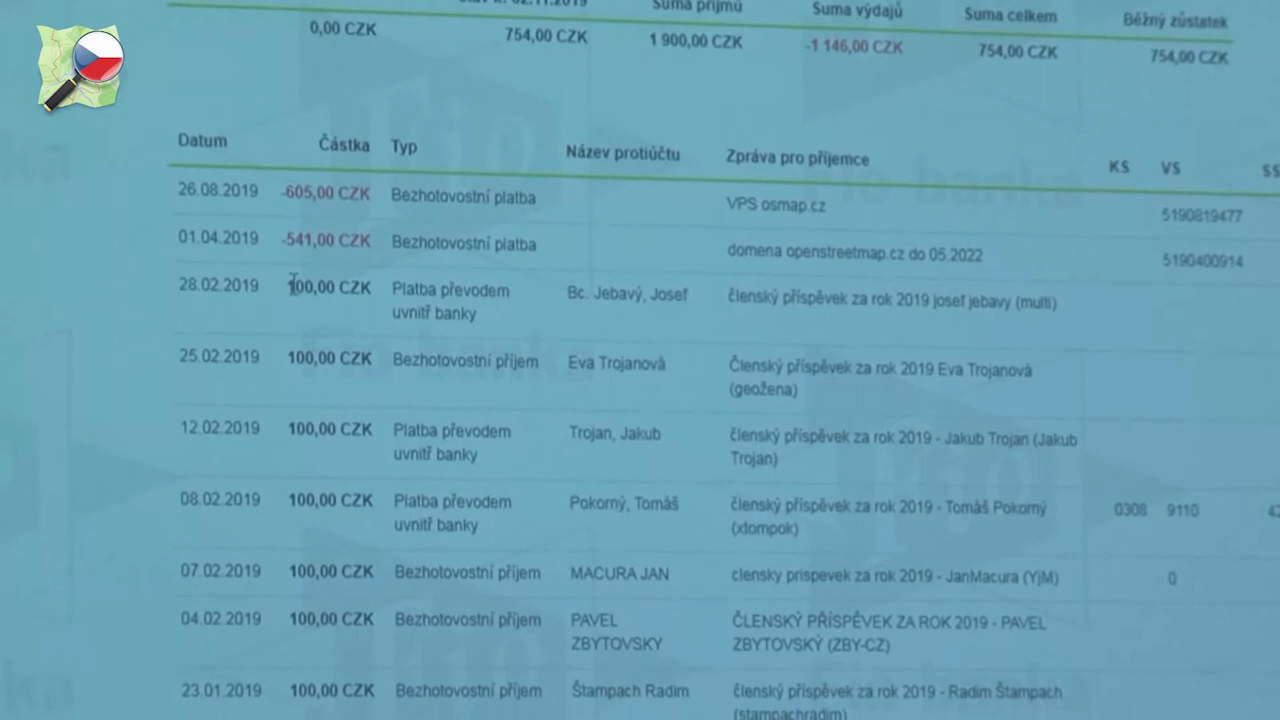 Suma příjmů Suma výdajů Suma celkem Běžný zůstatek
0,00 CZK 754,00 CZK 1 900,00 CZK -1 146,00 CZK 754,00 CZK 754,00 CZK
Datum Částka Typ Název protiúčtu Zpráva pro příjemce KS VS
26.08.2019 -605,00 CZK Bezhotovostní platba VPS osmap.cz 5190819477
01.04.2019 -541,00 CZK Bezhotovostní platba domena openstreetmap.cz do 05.2022 5190400914
28.02.2019 100,00 CZK Platba převodem Bc. Jebavý, Josef členský příspěvek za rok 2019 josef jebavy (multi)
uvnitř banky
25.02.2019 100,00 CZK Bezhotovostní příjem Eva Trojanová Členský příspěvek za rok 2019 Eva Trojanová
(geožena)
12.02.2019 100,00 CZK Platba převodem Trojan, Jakub členský příspěvek za rok 2019 - Jakub Trojan (Jakub
uvnitř banky Trojan)
08.02.2019 100,00 CZK Platba převodem Pokorný, Tomáš členský příspěvek za rok 2019 - Tomáš Pokorný 0308 9110
uvnitř banky (xtompok)
07.02.2019 100,00 CZK Bezhotovostní příjem MACURA JAN clensky prispevek za rok 2019 - JanMacura (YjM) 0
04.02.2019 100,00 CZK Bezhotovostní příjem PAVEL ČLENSKÝ PŘÍSPĚVEK ZA ROK 2019 - PAVEL
ZBYTOVSKY ZBYTOVSKÝ (ZBY-CZ)
23.01.2019 100,00 CZK Bezhotovostní příjem Štampach Radim členský příspěvek za rok 2019 - Radim Štampach
(stampachradim)